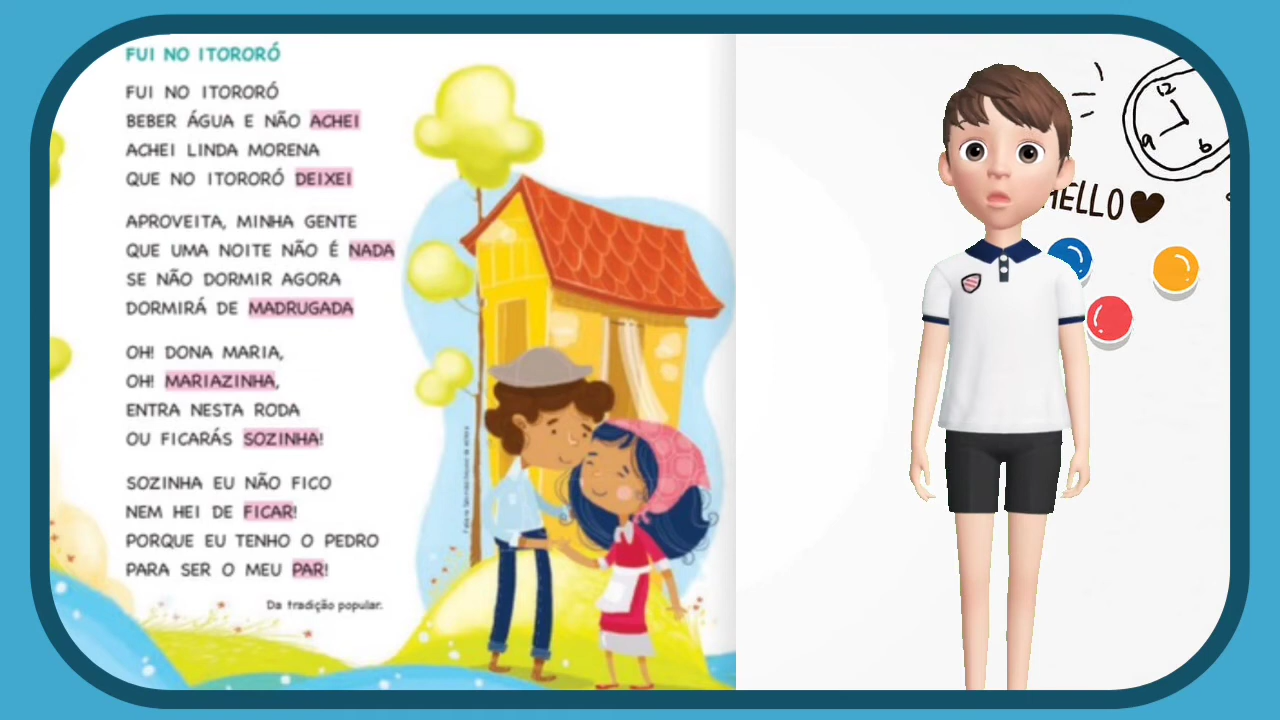 FUI NO ITORORÓ
FUI NO ITORORÓ
BEBER ÁGUA E NÃO ACHEI
ACHEI LINDA MORENA
QUE NO ITORORÓ DEIXEI
APROVEITA, MINHA GENTE
QUE UMA NOITE NÃO É NADA
SE NÃO DORMIR AGORA
DORMIRÁ DE MADRUGADA
OH! DONA MARIA,
OH! MARIAZINHA,
ENTRA NESTA RODA
OU FICARÁS SOZINHA!
SOZINHA EU NÃO FICO
NEM HEI DE FICAR!
PORQUE EU TENHO O PEDRO
PARA SER O MEU PAR!
Da tradição popular.
12
9
6
HELLO